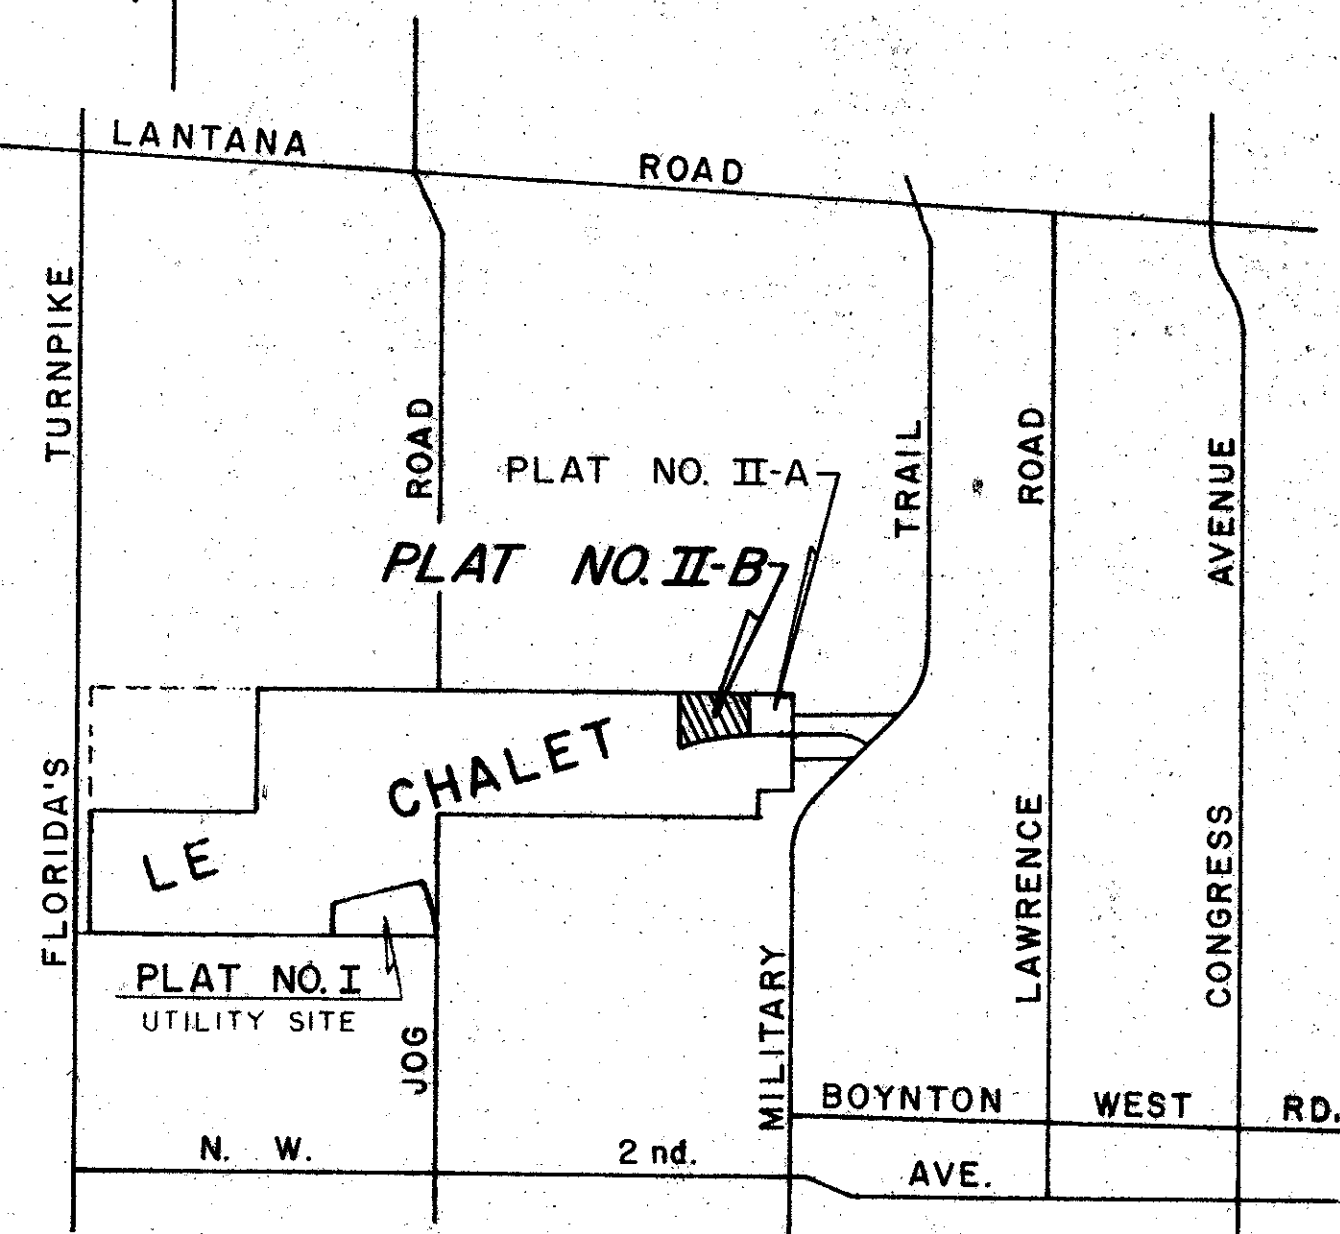 LANTANA ROAD
FLORIDA'S TURNPIKE
JOG ROAD
MILITARY TRAIL
LAWRENCE ROAD
CONGRESS AVENUE
PLAT NO. II-A
PLAT NO. II-B
LE CHALET
PLAT NO. I
UTILITY SITE
BOYNTON WEST RD.
N. W. 2 nd. AVE.